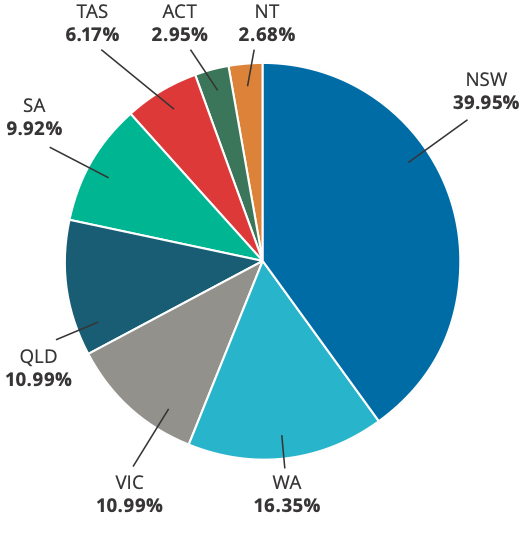 TAS
6.17%
ACT
2.95%
NT
2.68%
NSW
39.95%
SA
9.92%
QLD
10.99%
VIC
10.99%
WA
16.35%